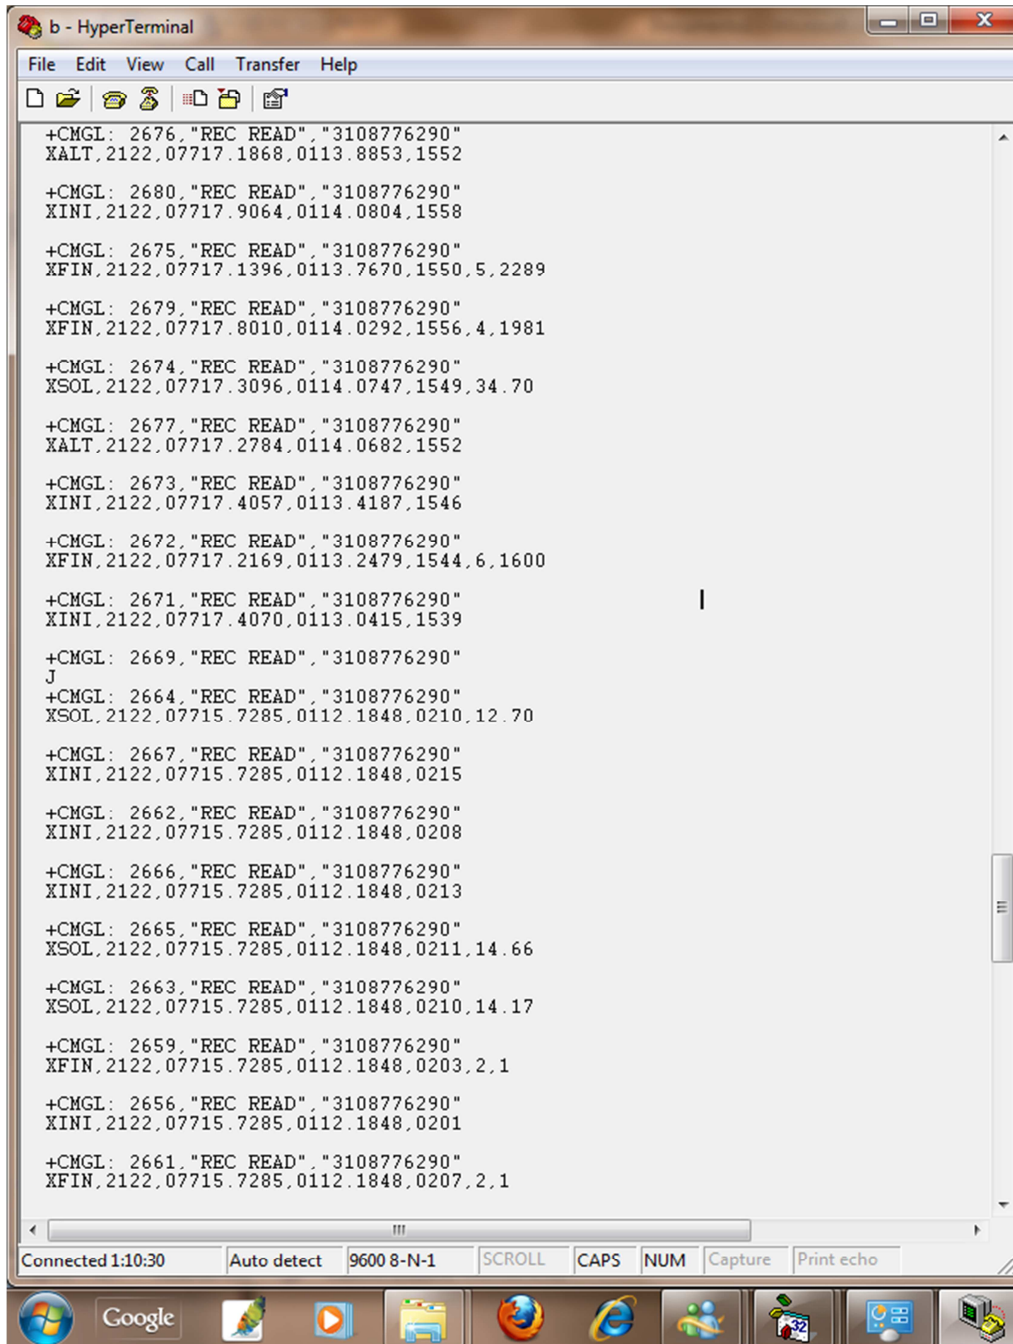 b - HyperTerminal
File Edit View Call Transfer Help
+CMGL: 2676,"REC READ","3108776290"
XALT,2122,07717.1868,0113.8853,1552
+CMGL: 2680,"REC READ","3108776290"
XINI,2122,07717.9064,0114.0804,1558
+CMGL: 2675,"REC READ","3108776290"
XFIN,2122,07717.1396,0113.7670,1550,5,2289
+CMGL: 2679,"REC READ","3108776290"
XFIN,2122,07717.8010,0114.0292,1556,4,1981
+CMGL: 2674,"REC READ","3108776290"
XSOL,2122,07717.3096,0114.0747,1549,34.70
+CMGL: 2677,"REC READ","3108776290"
XALT,2122,07717.2784,0114.0682,1552
+CMGL: 2673,"REC READ","3108776290"
XINI,2122,07717.4057,0113.4187,1546
+CMGL: 2672,"REC READ","3108776290"
XFIN,2122,07717.2169,0113.2479,1544,6,1600
+CMGL: 2671,"REC READ","3108776290"
XINI,2122,07717.4070,0113.0415,1539
+CMGL: 2669,"REC READ","3108776290"
J
+CMGL: 2664,"REC READ","3108776290"
XSOL,2122,07715.7285,0112.1848,0210,12.70
+CMGL: 2667,"REC READ","3108776290"
XINI,2122,07715.7285,0112.1848,0215
+CMGL: 2662,"REC READ","3108776290"
XINI,2122,07715.7285,0112.1848,0208
+CMGL: 2666,"REC READ","3108776290"
XINI,2122,07715.7285,0112.1848,0213
+CMGL: 2665,"REC READ","3108776290"
XSOL,2122,07715.7285,0112.1848,0211,14.66
+CMGL: 2663,"REC READ","3108776290"
XSOL,2122,07715.7285,0112.1848,0210,14.17
+CMGL: 2659,"REC READ","3108776290"
XFIN,2122,07715.7285,0112.1848,0203,2,1
+CMGL: 2656,"REC READ","3108776290"
XINI,2122,07715.7285,0112.1848,0201
+CMGL: 2661,"REC READ","3108776290"
XFIN,2122,07715.7285,0112.1848,0207,2,1
Connected 1:10:30 Auto detect 9600 8-N-1 SCROLL CAPS NUM Capture Print echo
Google 32